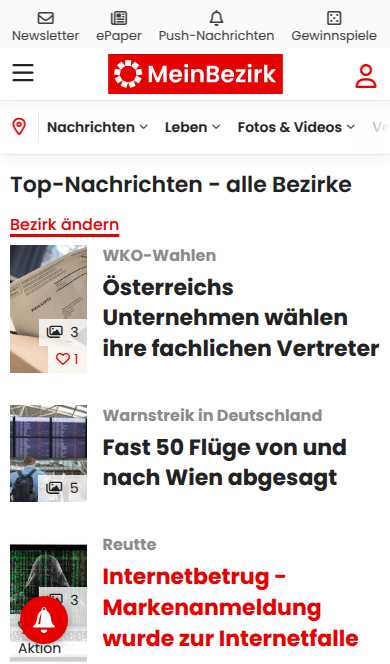 Newsletter ePaper Push-Nachrichten Gewinnspiele
MeinBezirk
Nachrichten Leben Fotos & Videos
Top-Nachrichten - alle Bezirke
Bezirk ändern
WKO-Wahlen
Österreichs
Unternehmen wählen
ihre fachlichen Vertreter
3
1
Warnstreik in Deutschland
Fast 50 Flüge von und
nach Wien abgesagt
5
Reutte
Internetbetrug -
Markenanmeldung
wurde zur Internetfalle
3
Aktion